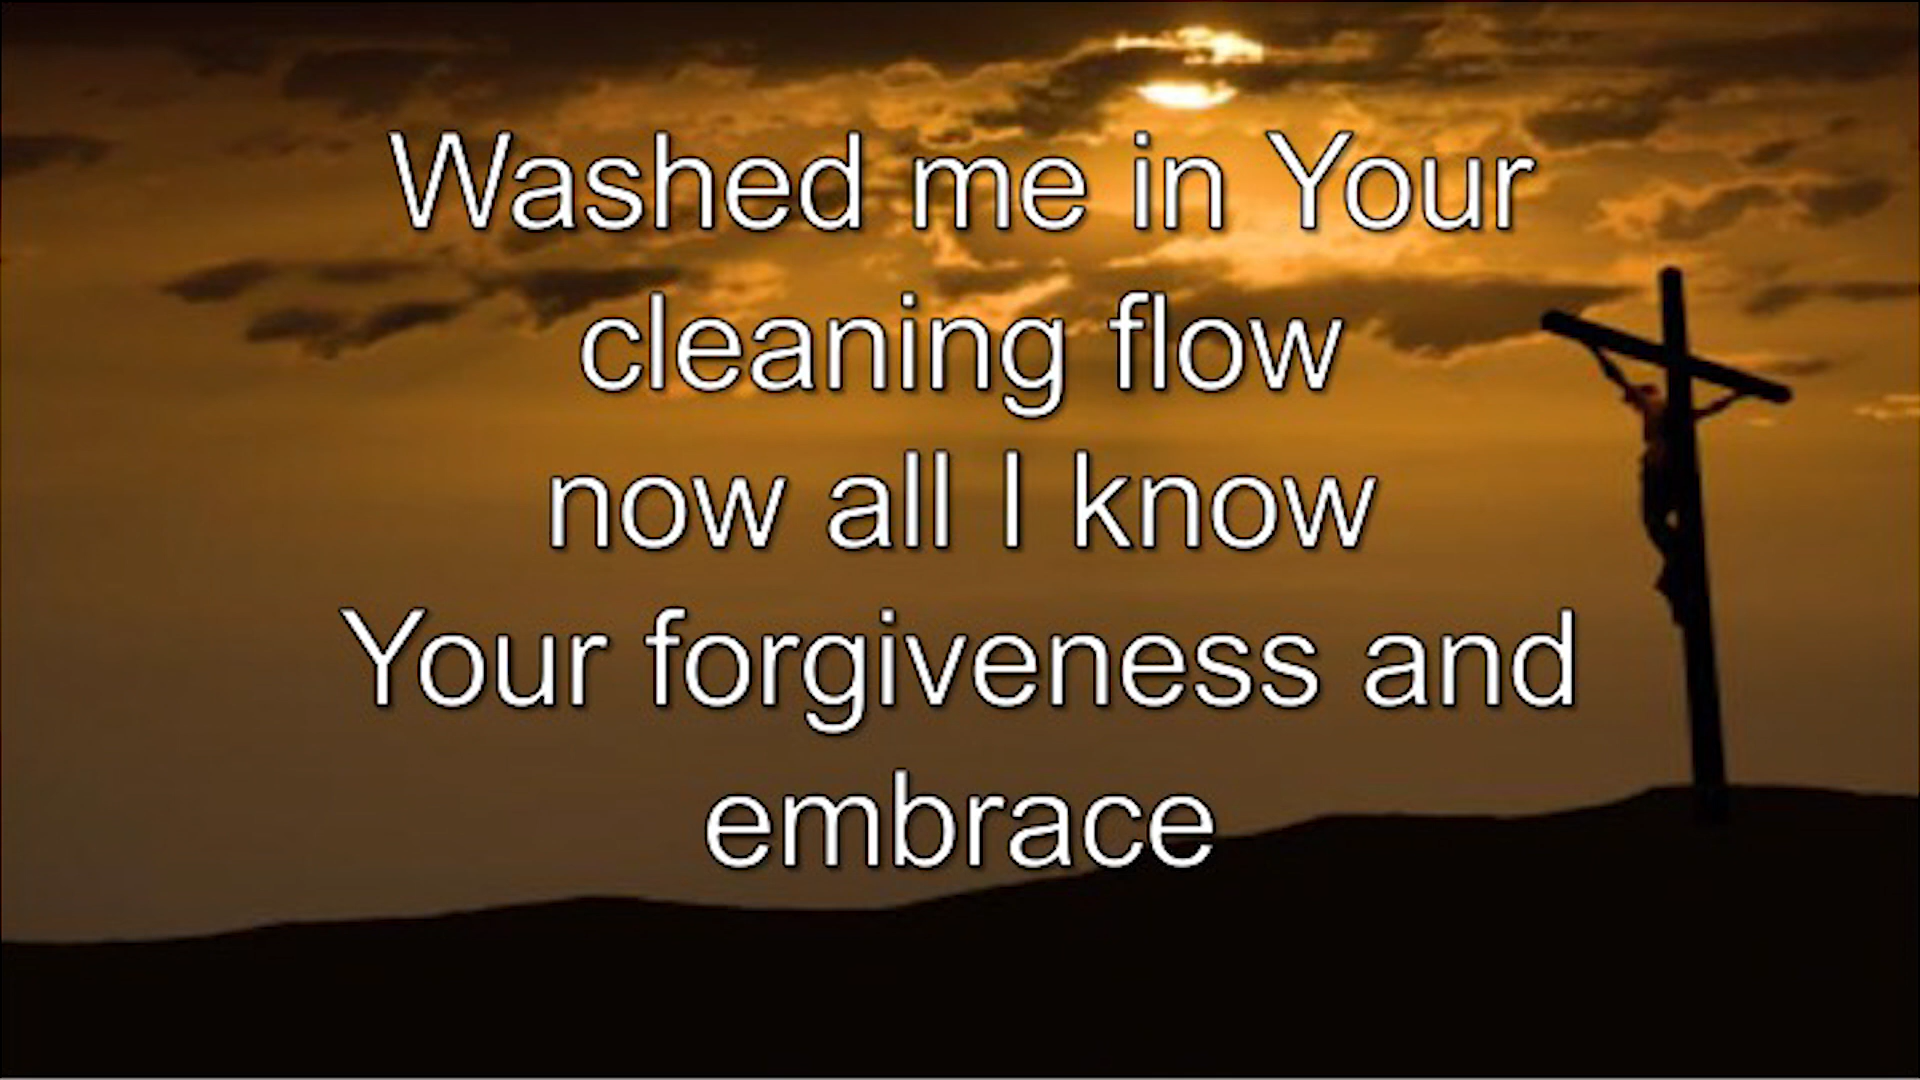 Washed me in Your
cleaning flow
now all I know
Your forgiveness and
embrace